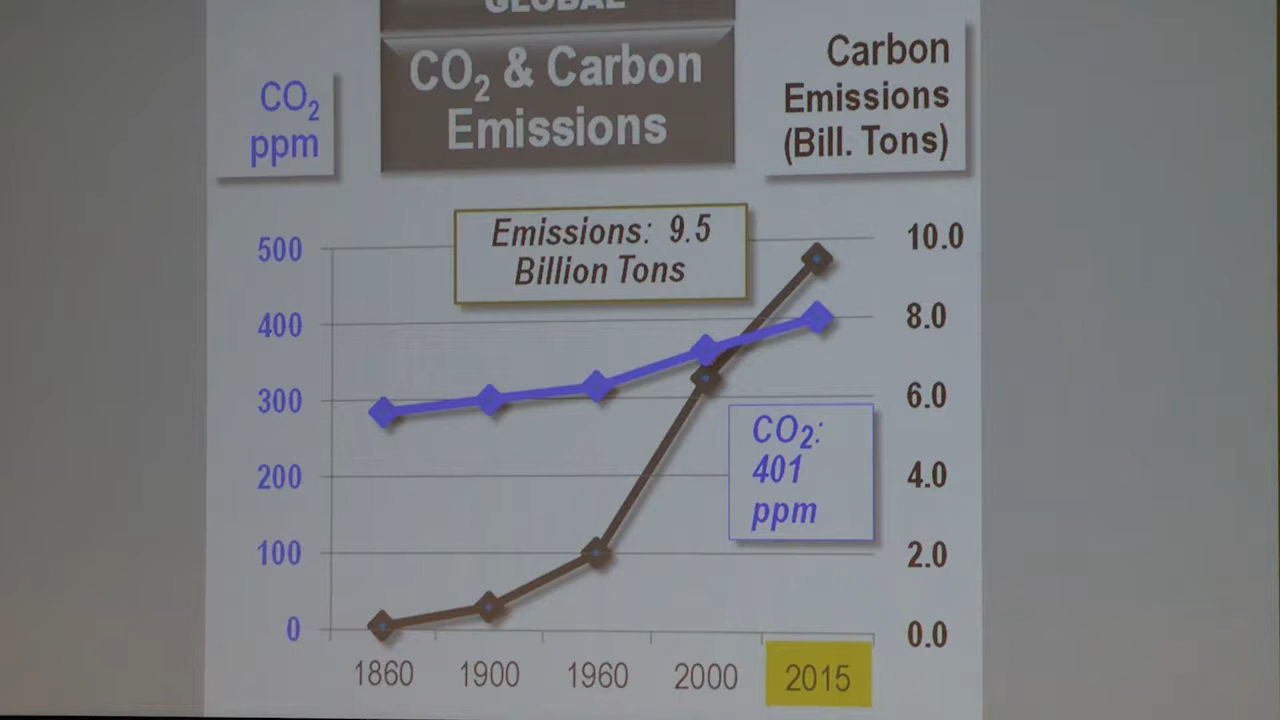 GLOBAL
CO₂ & Carbon
Emissions
CO₂
ppm
Carbon
Emissions
(Bill. Tons)
Emissions: 9.5
Billion Tons
500
400
300
200
100
0
10.0
8.0
6.0
4.0
2.0
0.0
CO₂:
401
ppm
1860 1900 1960 2000 2015